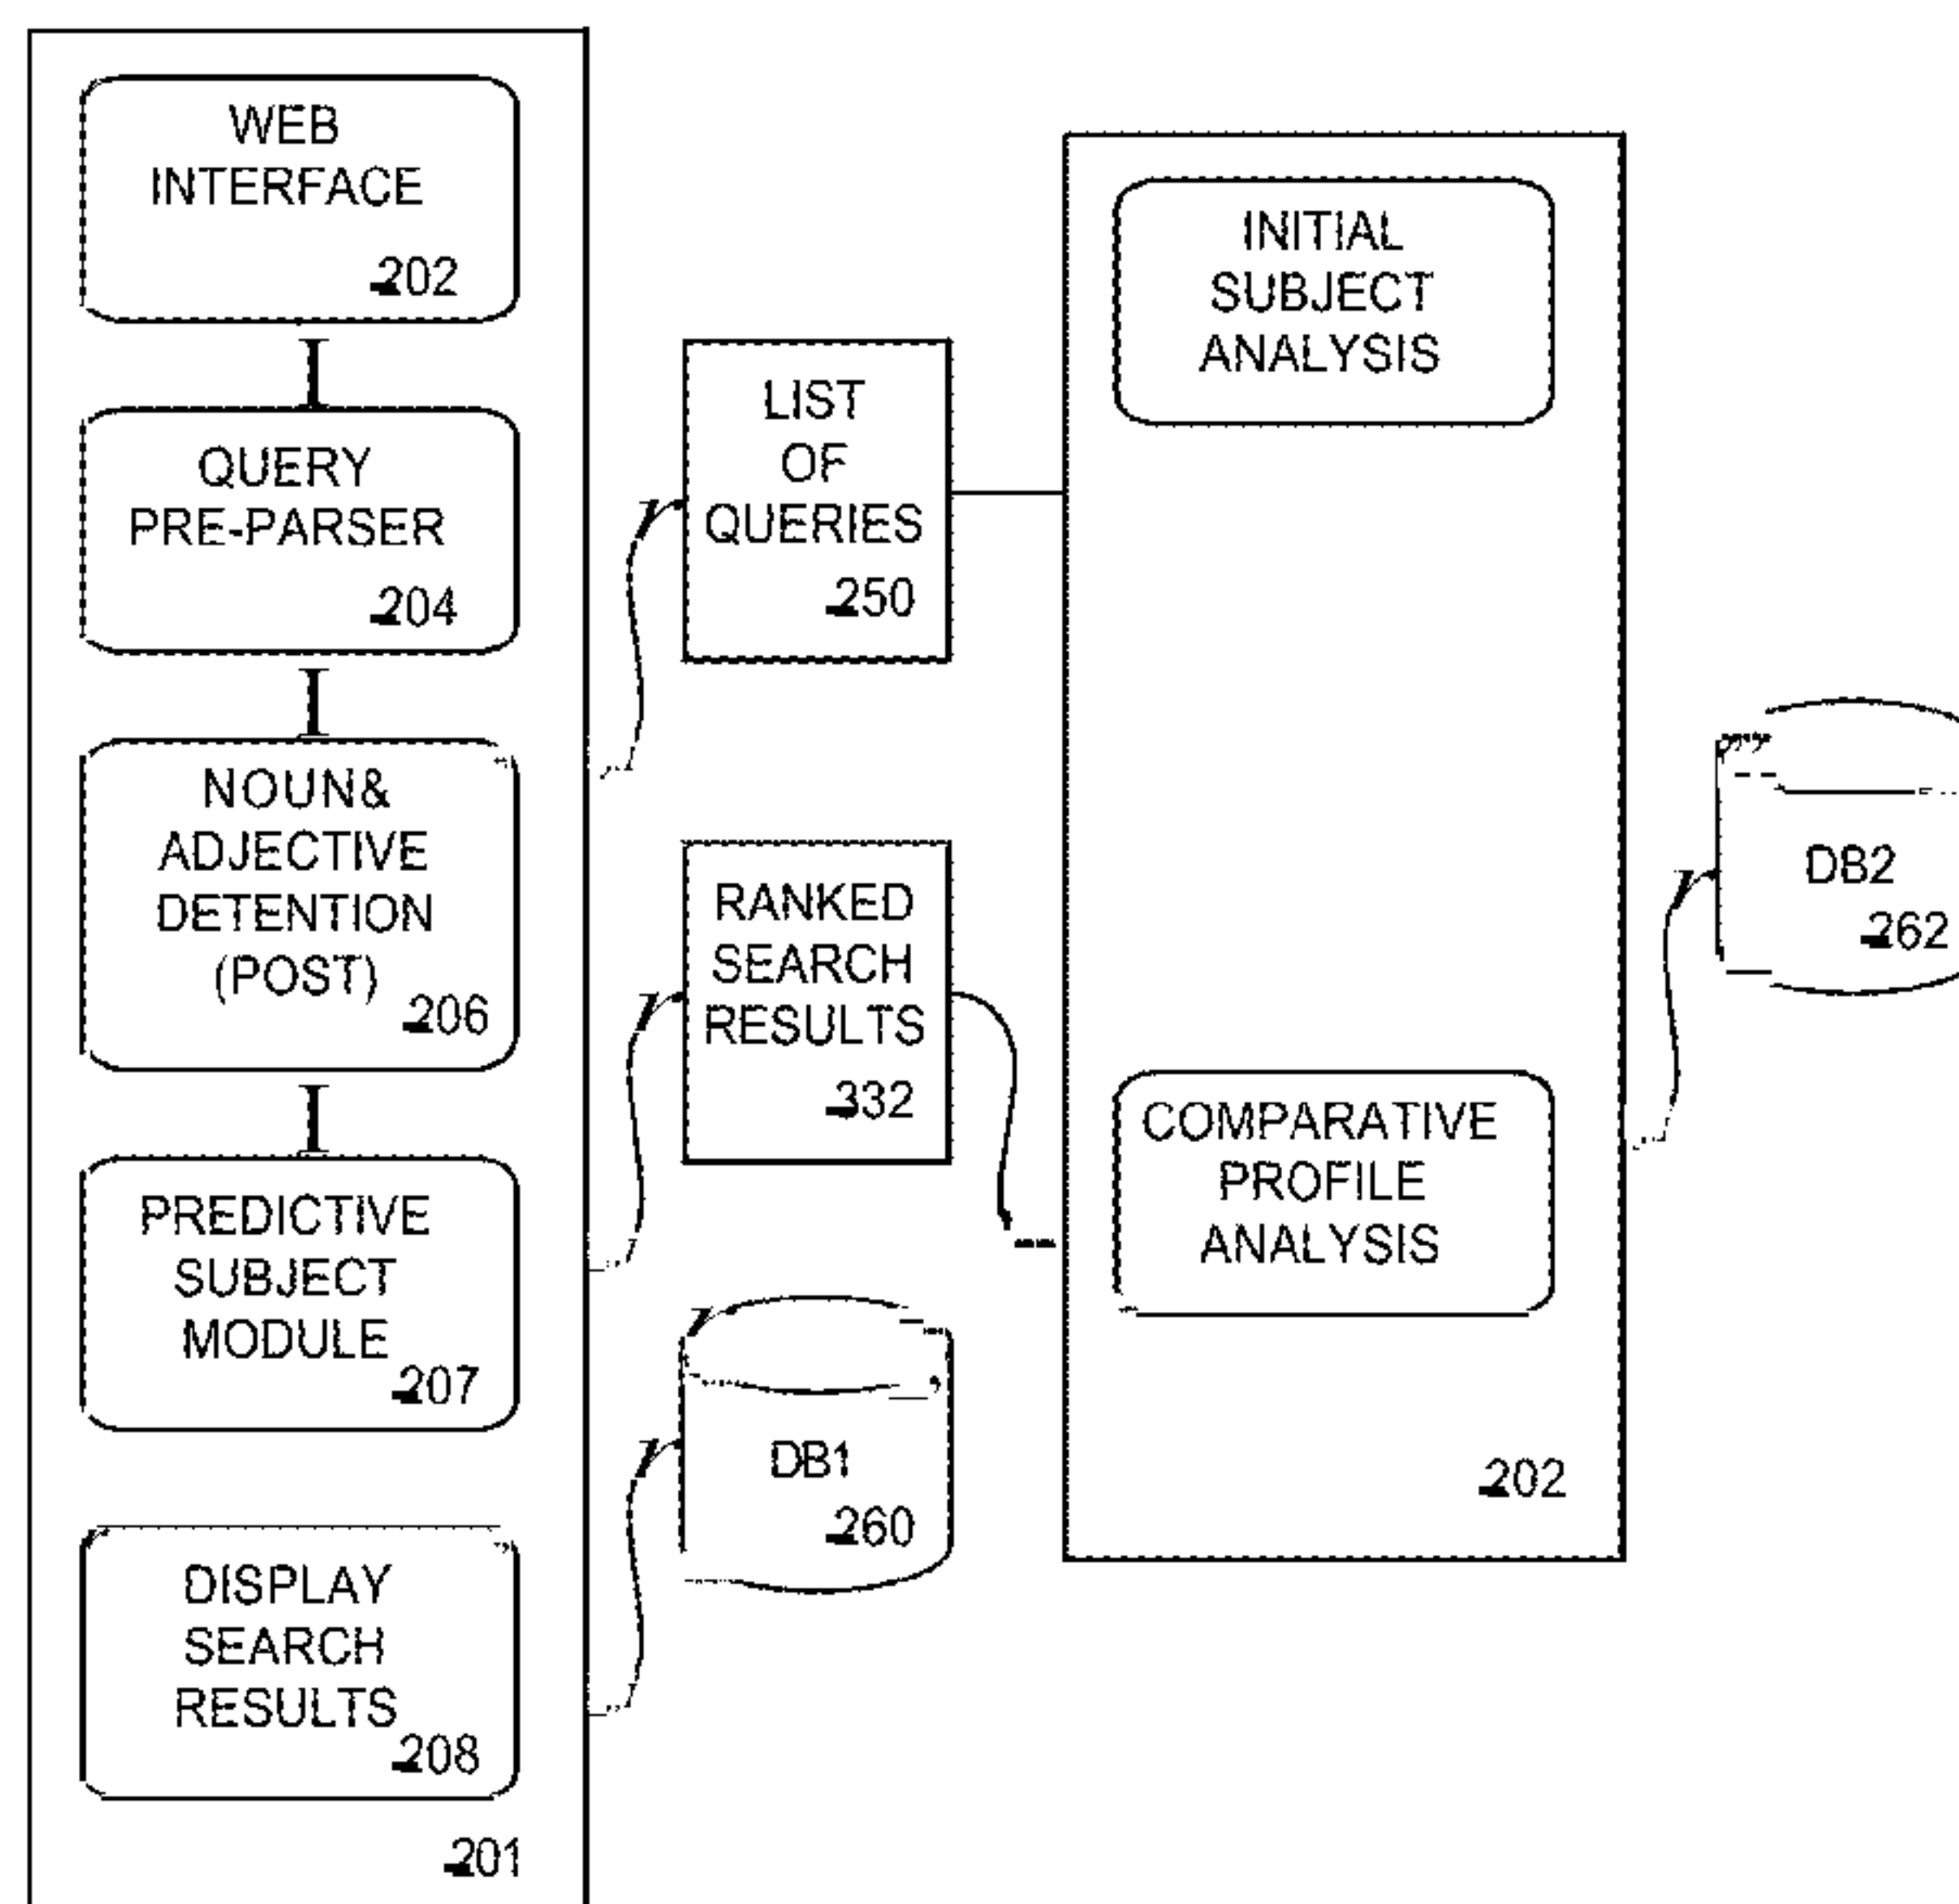 WEB
INTERFACE
202
QUERY
PRE-PARSER
204
NOUN&
ADJECTIVE
DETENTION
(POST)
206
PREDICTIVE
SUBJECT
MODULE
207
DISPLAY
SEARCH
RESULTS
208
201
LIST
OF
QUERIES
250
RANKED
SEARCH
RESULTS
332
DB1
260
INITIAL
SUBJECT
ANALYSIS
COMPARATIVE
PROFILE
ANALYSIS
202
DB2
262